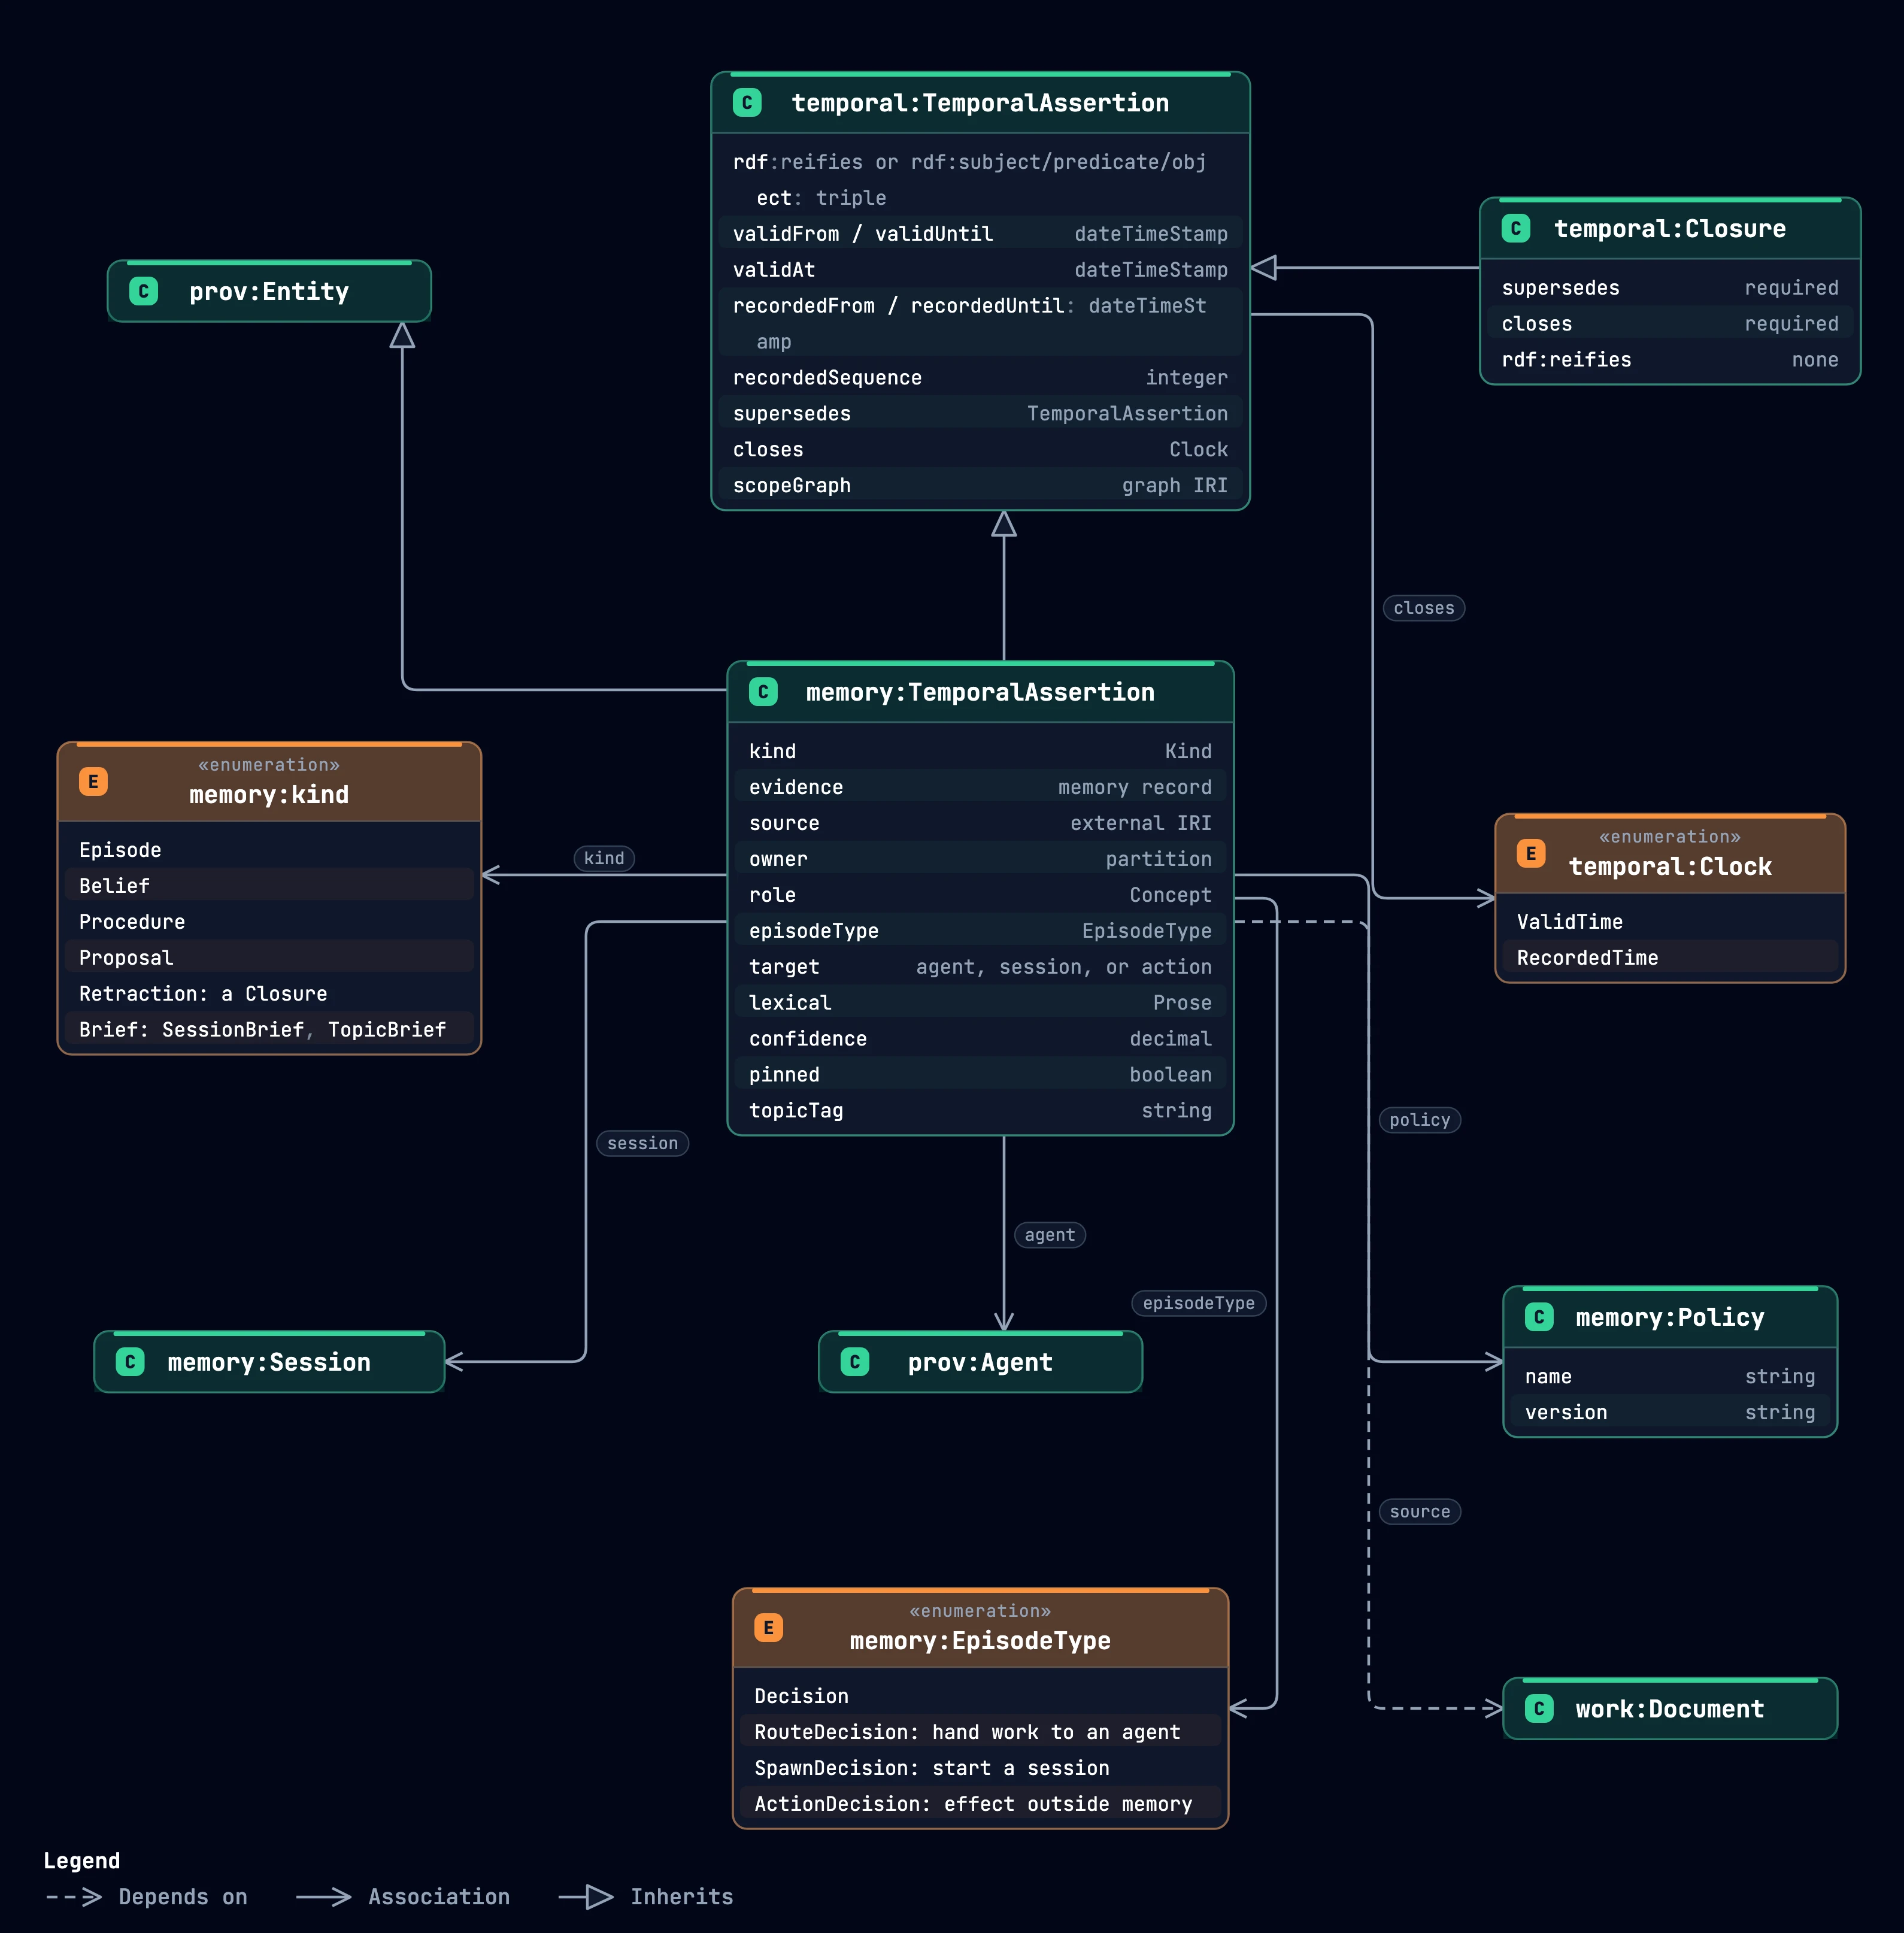 C temporal:TemporalAssertion
rdf:reifies or rdf:subject/predicate/obj
ect: triple
validFrom / validUntil dateTimeStamp
validAt dateTimeStamp
recordedFrom / recordedUntil: dateTimeSt
amp
recordedSequence integer
supersedes TemporalAssertion
closes Clock
scopeGraph graph IRI
C temporal:Closure
supersedes required
closes required
rdf:reifies none
C prov:Entity
closes
C memory:TemporalAssertion
kind Kind
evidence memory record
source external IRI
owner partition
role Concept
episodeType EpisodeType
target agent, session, or action
lexical Prose
confidence decimal
pinned boolean
topicTag string
E «enumeration»
memory:kind
Episode
Belief
Procedure
Proposal
Retraction: a Closure
Brief: SessionBrief, TopicBrief
kind
E «enumeration»
temporal:Clock
ValidTime
RecordedTime
session
policy
agent
episodeType
C memory:Session
C prov:Agent
C memory:Policy
name string
version string
source
E «enumeration»
memory:EpisodeType
Decision
RouteDecision: hand work to an agent
SpawnDecision: start a session
ActionDecision: effect outside memory
C work:Document
Legend
Depends on
Association
Inherits